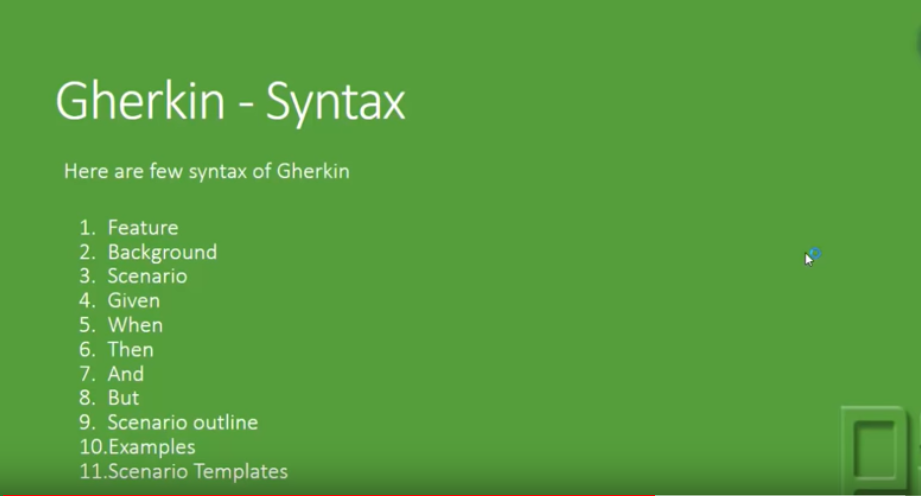 Gherkin - Syntax
Here are few syntax of Gherkin
1. Feature
2. Background
3. Scenario
4. Given
5. When
6. Then
7. And
8. But
9. Scenario outline
10.Examples
11.Scenario Templates